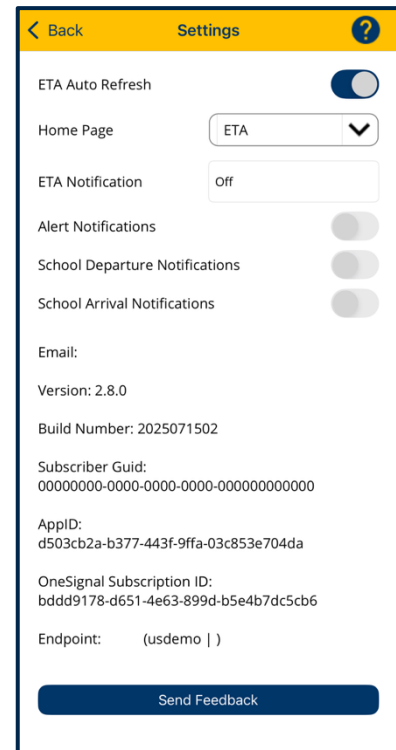 Back Settings ?
ETA Auto Refresh
Home Page ETA
ETA Notification Off
Alert Notifications
School Departure Notifications
School Arrival Notifications
Email:
Version: 2.8.0
Build Number: 2025071502
Subscriber Guid:
00000000-0000-0000-0000-000000000000
AppID:
d503cb2a-b377-443f-9ffa-03c853e704da
OneSignal Subscription ID:
bddd9178-d651-4e63-899d-b5e4b7dc5cb6
Endpoint: (usdemo | )
Send Feedback